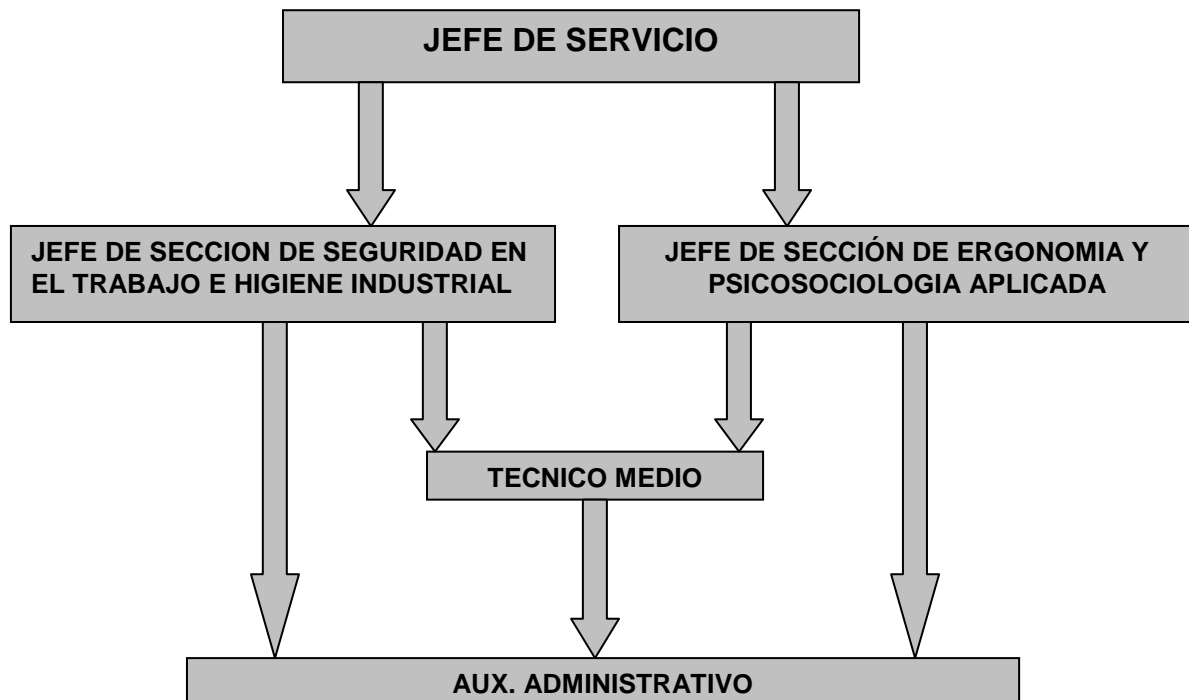 JEFE DE SERVICIO
JEFE DE SECCION DE SEGURIDAD EN
EL TRABAJO E HIGIENE INDUSTRIAL
JEFE DE SECCIÓN DE ERGONOMIA Y
PSICOSOCIOLOGIA APLICADA
TECNICO MEDIO
AUX. ADMINISTRATIVO